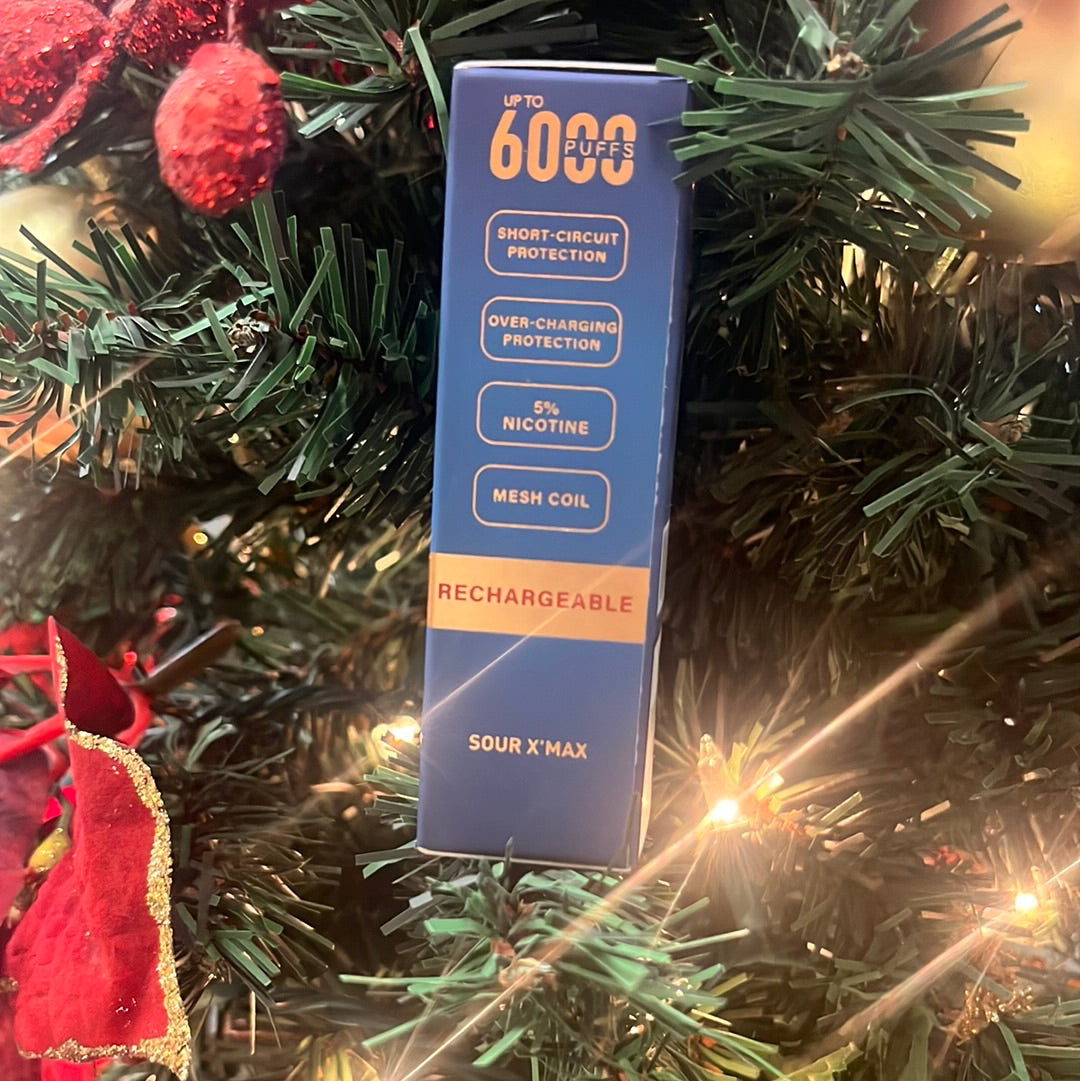 UP TO
6000
PUFFS
SHORT-CIRCUIT
PROTECTION
OVER-CHARGING
PROTECTION
5%
NICOTINE
MESH COIL
RECHARGEABLE
SOUR X'MAX